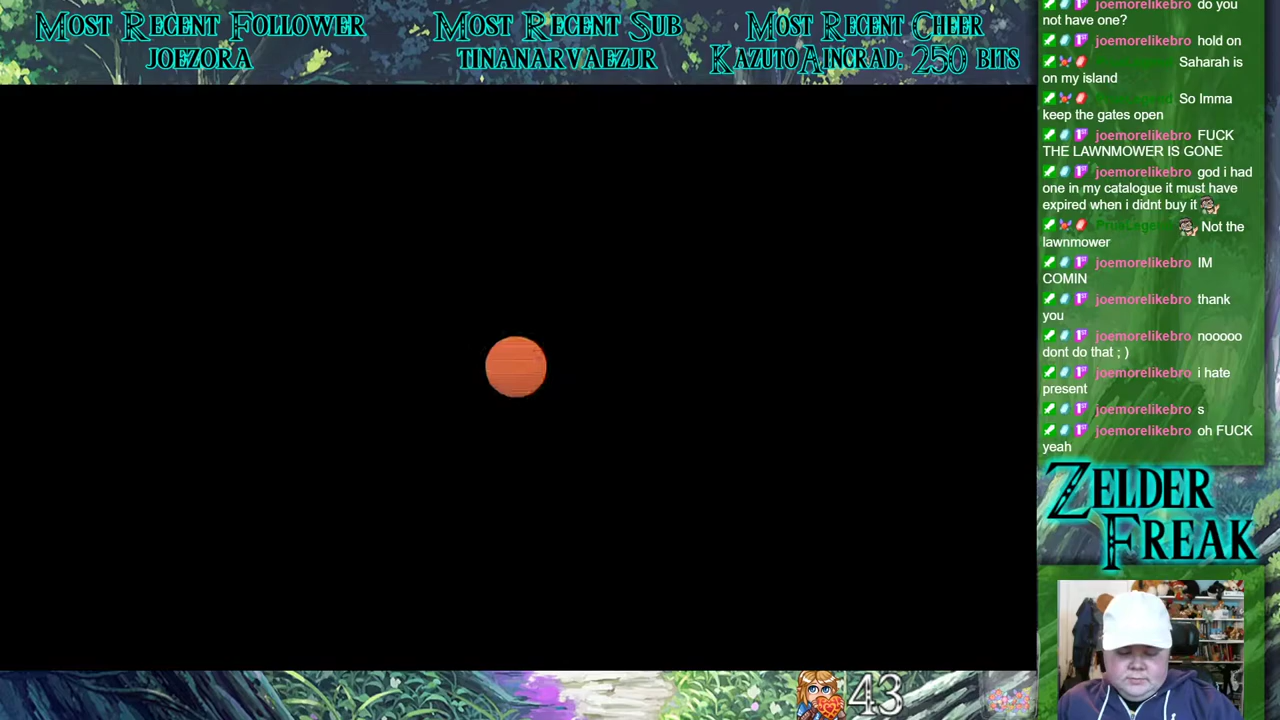 Most Recent Follower
joezora
Most Recent Sub
tinanarvaezjr
Most Recent Cheer
KazutoAincrad: 250 bits
joemorelikebro do you
not have one?
joemorelikebro hold on
Saharah is
on my island
So Imma
keep the gates open
joemorelikebro FUCK
THE LAWNMOWER IS GONE
joemorelikebro god i had
one in my catalogue it must have
expired when i didnt buy it
Not the
lawnmower
joemorelikebro IM
COMIN
joemorelikebro thank
you
joemorelikebro nooooo
dont do that ; )
joemorelikebro i hate
present
joemorelikebro s
joemorelikebro oh FUCK
yeah
Zelder
Freak
43